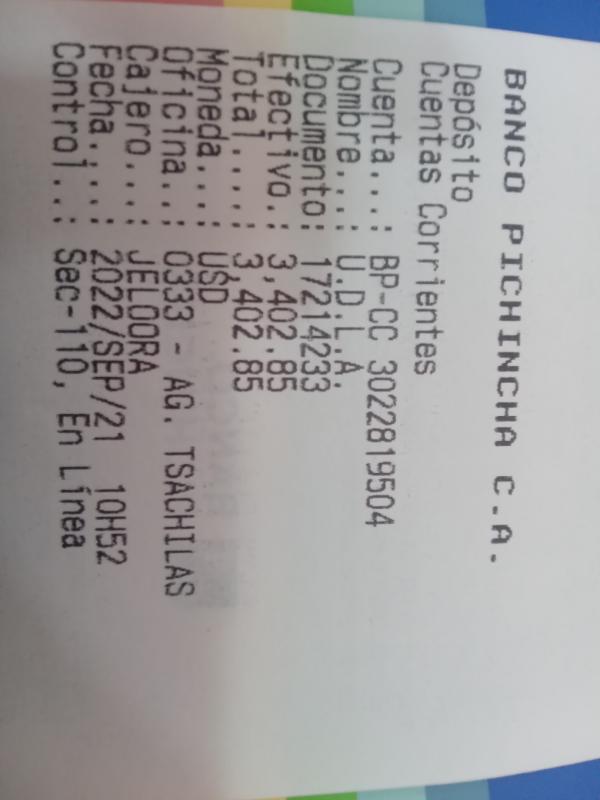 BANCO PICHINCHA C.A.
Depósito
Cuentas Corrientes
Cuenta...: BP-CC 3022819504
Nombre...: U.D.L.A.
Documento: 17214233
Efectivo.: 3,402.85
Total....: 3,402.85
Moneda...: USD
Oficina..: 0333 - AG. TSACHILAS
Cajero...: JELOORA
Fecha....: 2022/SEP/21 10H52
Control..: Sec-110, En Línea